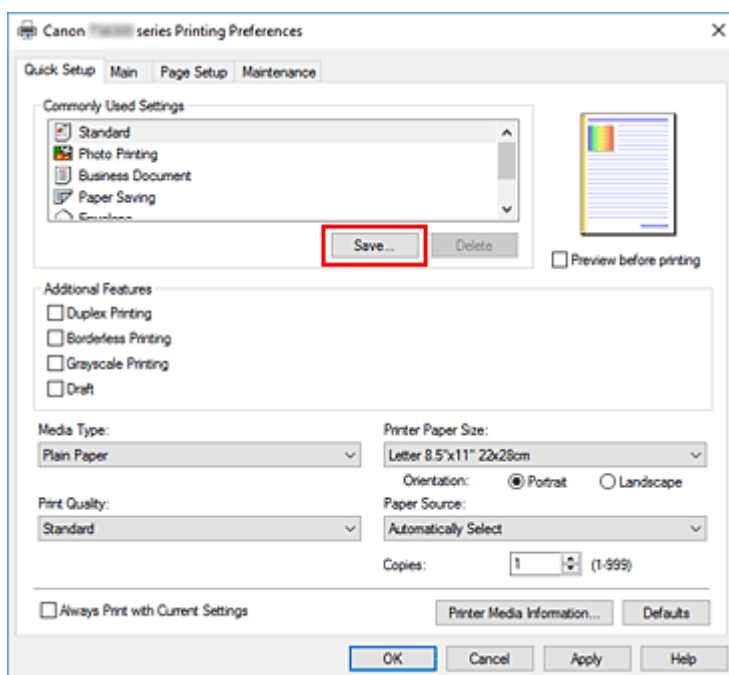 Canon series Printing Preferences
Quick Setup Main Page Setup Maintenance
Commonly Used Settings
Standard
Photo Printing
Business Document
Paper Saving
Envelope
Save... Delete
Preview before printing
Additional Features
Duplex Printing
Borderless Printing
Grayscale Printing
Draft
Media Type: Printer Paper Size:
Plain Paper Letter 8.5"x11" 22x28cm
Orientation: Portrait Landscape
Print Quality: Paper Source:
Standard Automatically Select
Copies: 1 (1-999)
Always Print with Current Settings Printer Media Information... Defaults
OK Cancel Apply Help